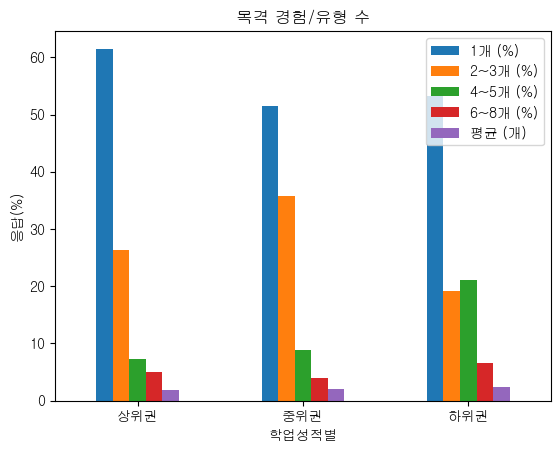 목격 경험/유형 수
1개 (%)
2~3개 (%)
4~5개 (%)
6~8개 (%)
평균 (개)
응답(%)
60
50
40
30
20
10
0
상위권
중위권
하위권
학업성적별